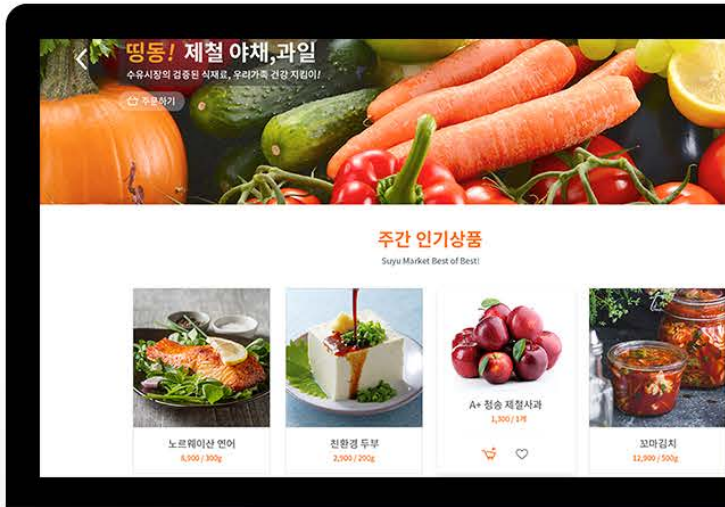 띵동! 제철 야채,과일
수유시장의 검증된 식재료, 우리가족 건강 지킴이!
주문하기
주간 인기상품
Suyu Market Best of Best!
노르웨이산 연어
8,900 / 300g
친환경 두부
2,900 / 200g
A+ 청송 제철사과
1,300 / 1개
꼬마김치
12,900 / 500g